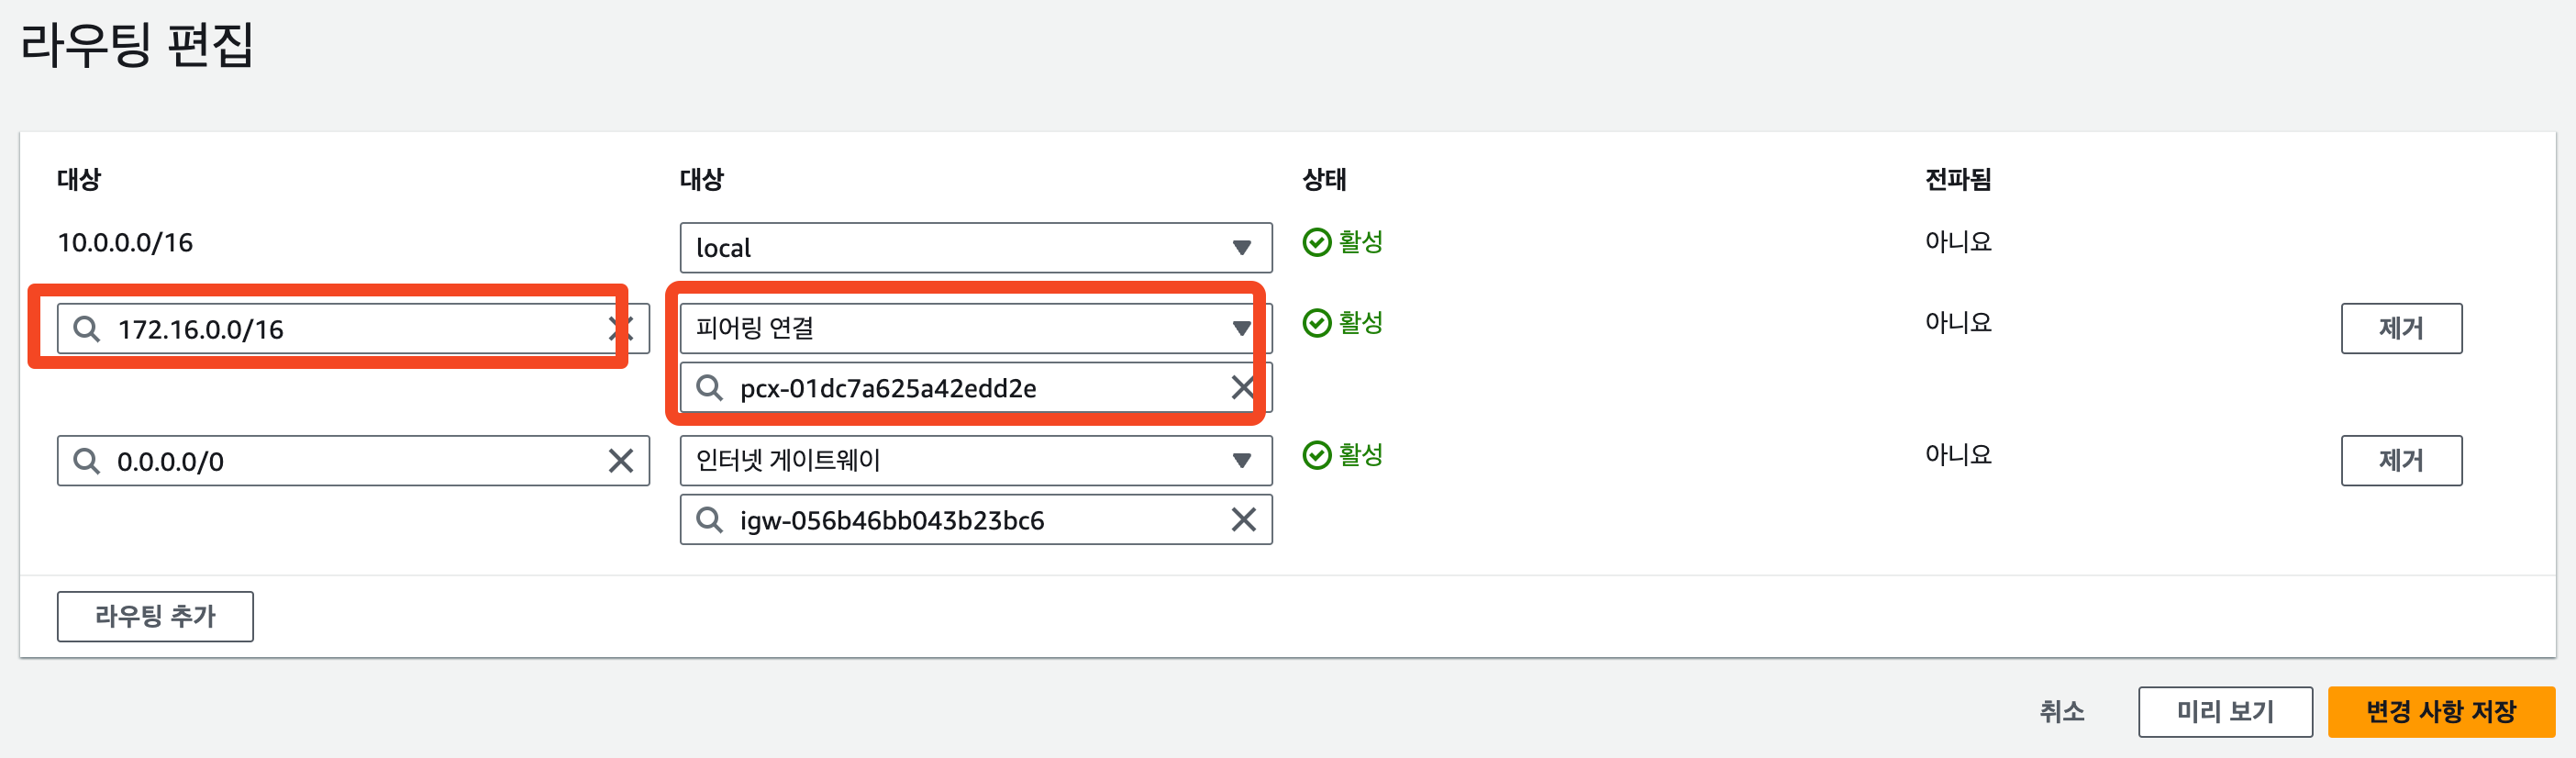 라우팅 편집
대상 대상 상태 전파됨
10.0.0.0/16 local 활성 아니요
172.16.0.0/16 피어링 연결 활성 아니요 제거
pcx-01dc7a625a42edd2e
0.0.0.0/0 인터넷 게이트웨이 활성 아니요 제거
igw-056b46bb043b23bc6
라우팅 추가
취소 미리 보기 변경 사항 저장